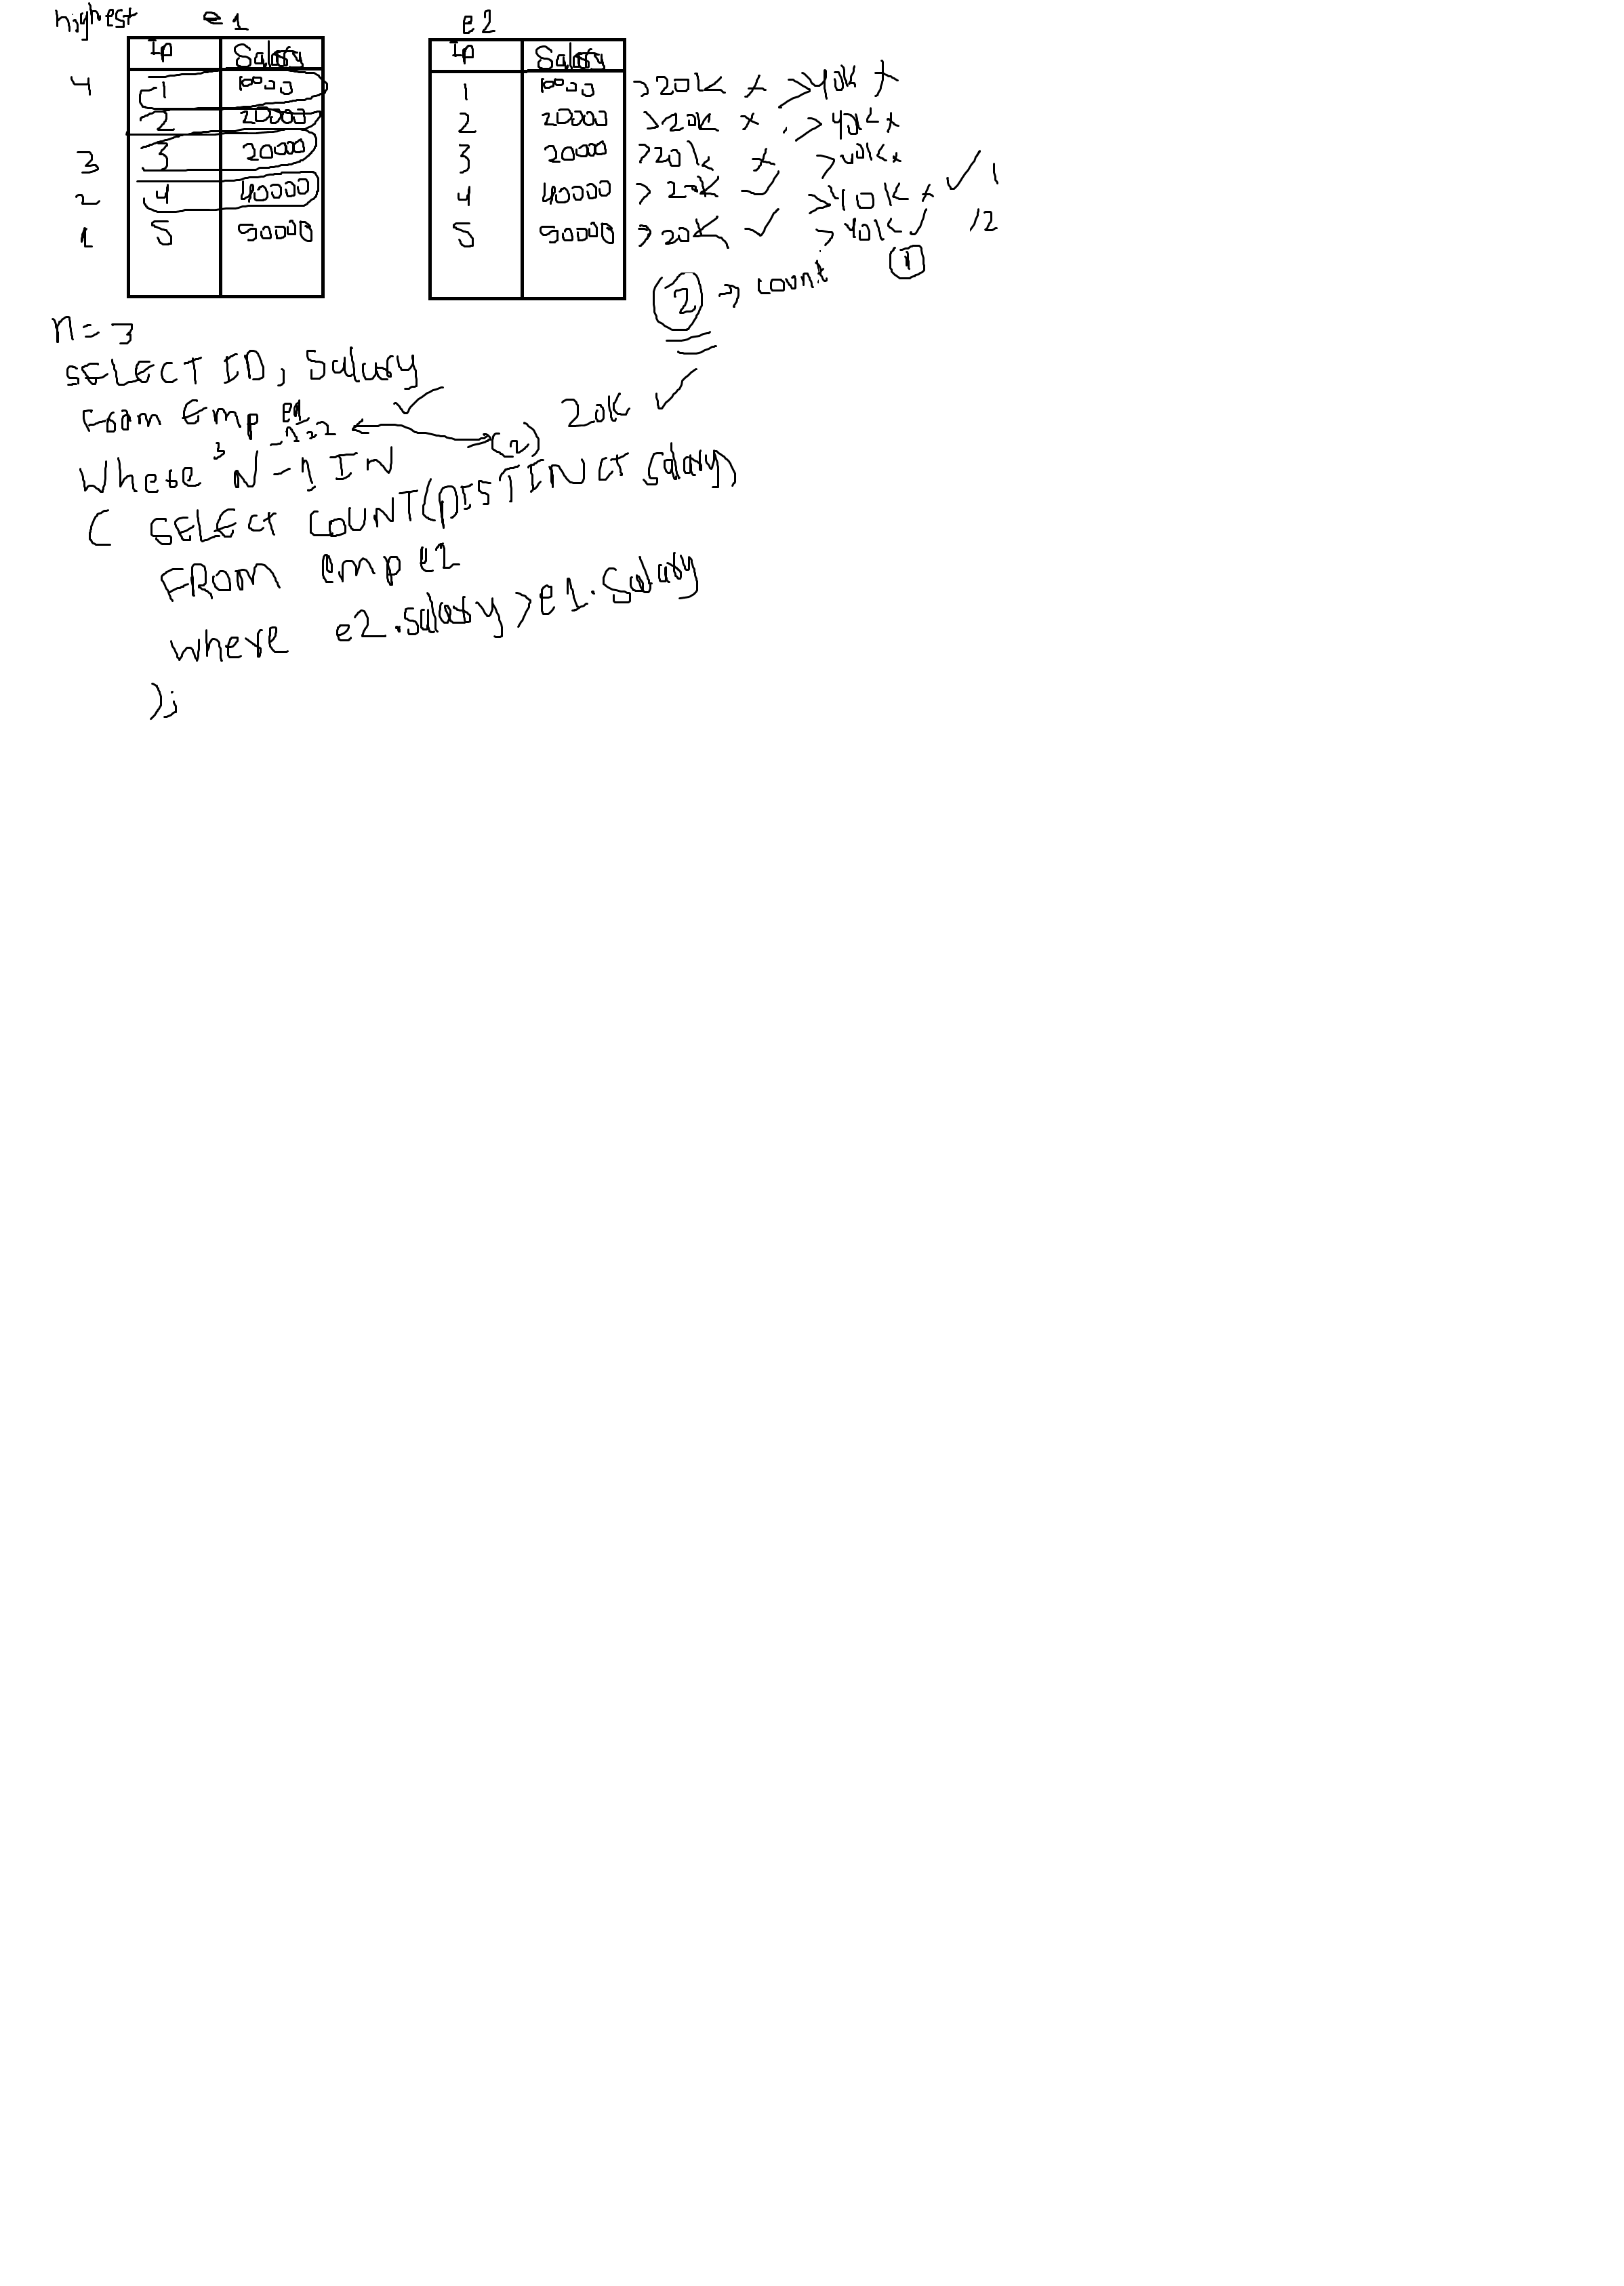 highest e1 e2
ID Salary ID Salary
4 1 10000 1 10000 >20K x >40K x
2 20000 2 20000 >20K x >40K x
3 3 20000 3 20000 >20k x >40K x
2 4 40000 4 40000 >20K ✓ >40K x ✓ 1
1 5 50000 5 50000 >20K ✓ >40K ✓ 12
1
2 → count
n=3
SELECT ID, Salary
From Emp e1
3 -1=2 (2) 20K ✓
Where N-1 IN
( SELECT COUNT(DISTINCT Salary)
FROM emp e2
where e2.salary>e1.Salary
);